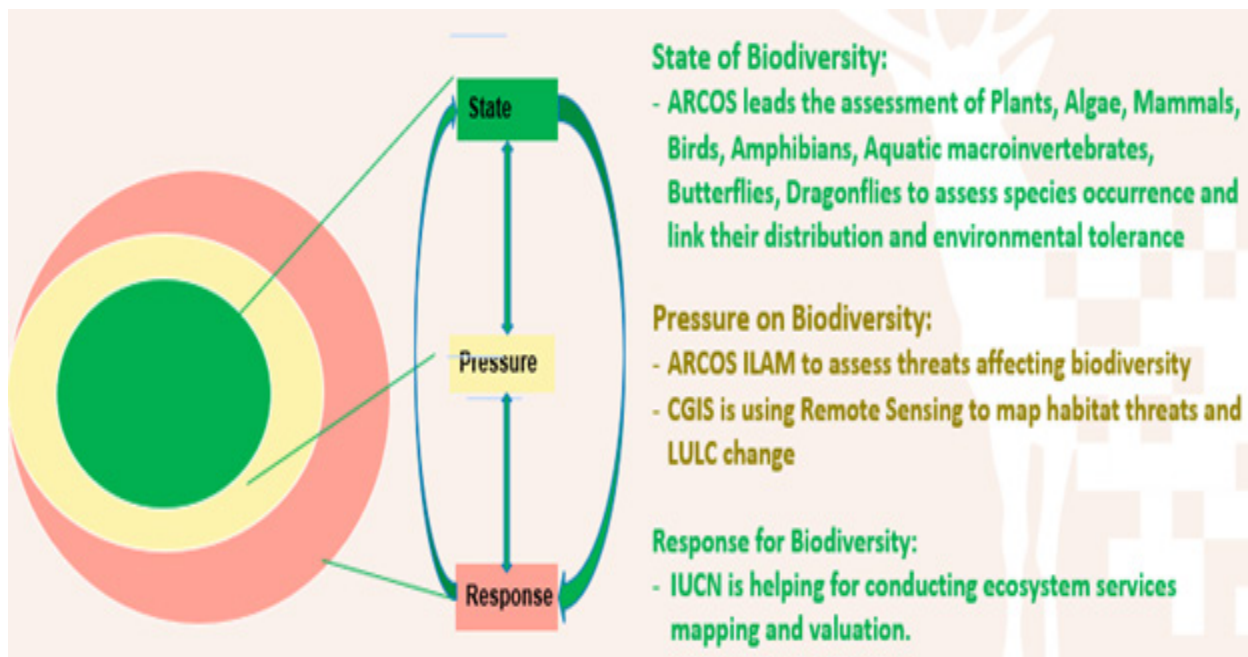 State
Pressure
Response
State of Biodiversity:
- ARCOS leads the assessment of Plants, Algae, Mammals,
Birds, Amphibians, Aquatic macroinvertebrates,
Butterflies, Dragonflies to assess species occurrence and
link their distribution and environmental tolerance
Pressure on Biodiversity:
- ARCOS ILAM to assess threats affecting biodiversity
- CGIS is using Remote Sensing to map habitat threats and
LULC change
Response for Biodiversity:
- IUCN is helping for conducting ecosystem services
mapping and valuation.